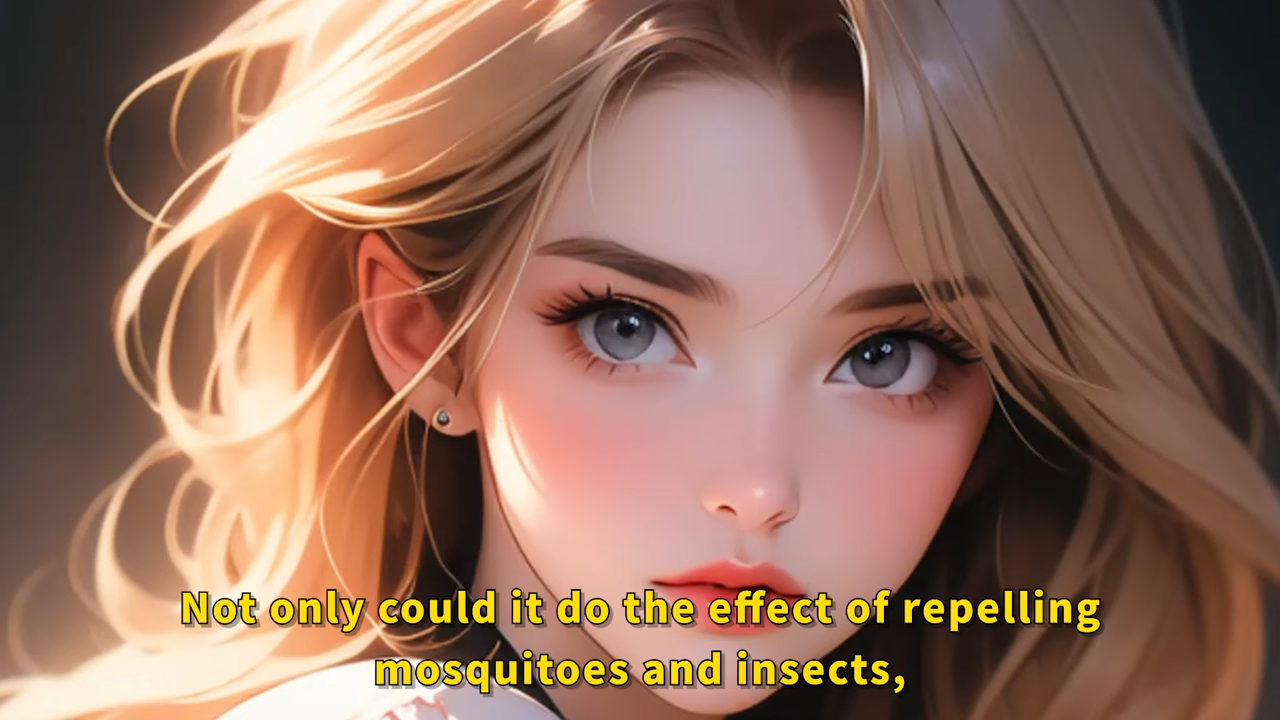 Not only could it do the effect of repelling
mosquitoes and insects,